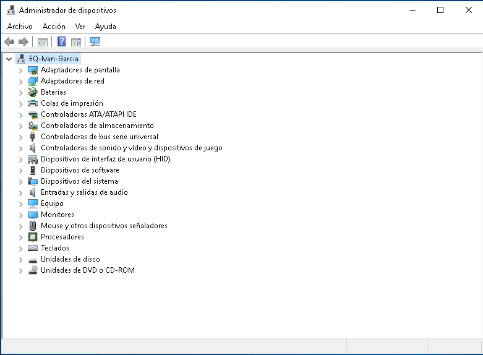 Administrador de dispositivos
Archivo Acción Ver Ayuda
EQ-Ivan-Garcia
Adaptadores de pantalla
Adaptadores de red
Baterías
Colas de impresión
Controladoras ATA/ATAPI IDE
Controladoras de almacenamiento
Controladoras de bus serie universal
Controladoras de sonido y vídeo y dispositivos de juego
Dispositivos de interfaz de usuario (HID)
Dispositivos de software
Dispositivos del sistema
Entradas y salidas de audio
Equipo
Monitores
Mouse y otros dispositivos señaladores
Procesadores
Teclados
Unidades de disco
Unidades de DVD o CD-ROM